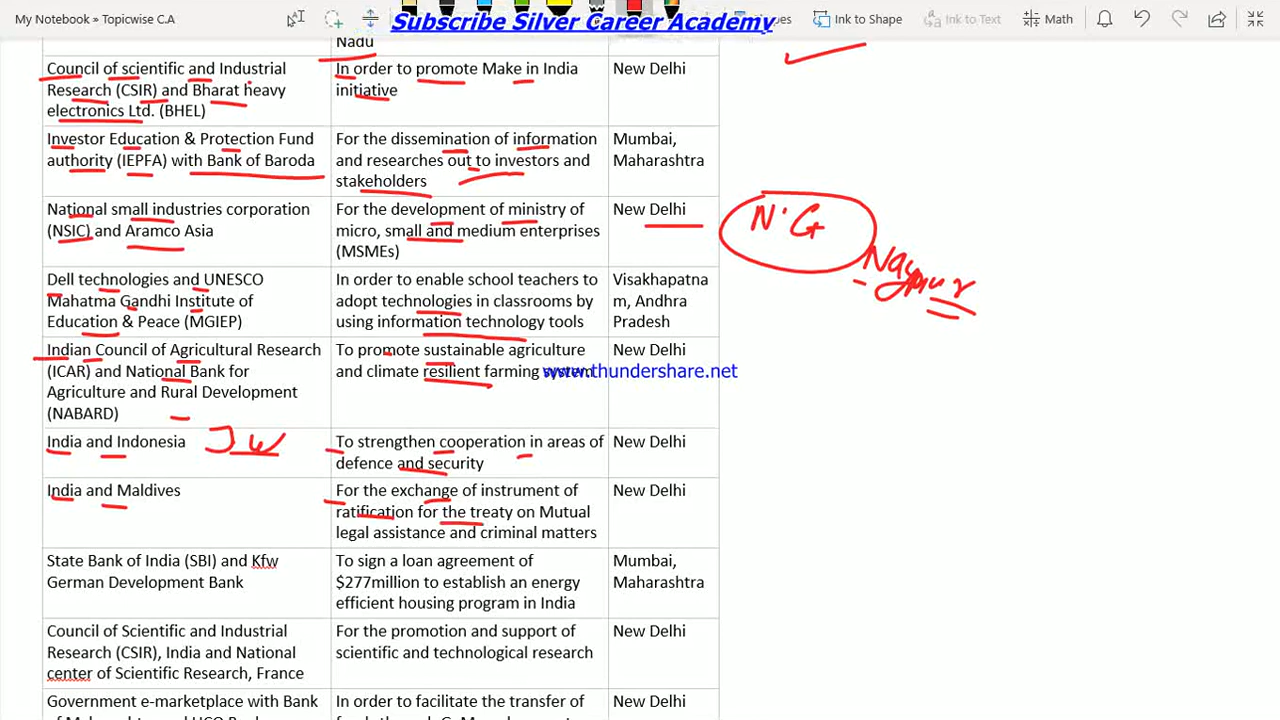 My Notebook » Topicwise C.A
Subscribe Silver Career Academy
Ink to Shape
Ink to Text
Math
Nadu
Council of scientific and Industrial
Research (CSIR) and Bharat heavy
electronics Ltd. (BHEL)
In order to promote Make in India
initiative
New Delhi
Investor Education & Protection Fund
authority (IEPFA) with Bank of Baroda
For the dissemination of information
and researches out to investors and
stakeholders
Mumbai,
Maharashtra
National small industries corporation
(NSIC) and Aramco Asia
For the development of ministry of
micro, small and medium enterprises
(MSMEs)
New Delhi
N.G
Nagpur
Dell technologies and UNESCO
Mahatma Gandhi Institute of
Education & Peace (MGIEP)
In order to enable school teachers to
adopt technologies in classrooms by
using information technology tools
Visakhapatna
m, Andhra
Pradesh
Indian Council of Agricultural Research
(ICAR) and National Bank for
Agriculture and Rural Development
(NABARD)
To promote sustainable agriculture
and climate resilient farming system
New Delhi
www.thundershare.net
India and Indonesia
J W
To strengthen cooperation in areas of
defence and security
New Delhi
India and Maldives
For the exchange of instrument of
ratification for the treaty on Mutual
legal assistance and criminal matters
New Delhi
State Bank of India (SBI) and Kfw
German Development Bank
To sign a loan agreement of
$277million to establish an energy
efficient housing program in India
Mumbai,
Maharashtra
Council of Scientific and Industrial
Research (CSIR), India and National
center of Scientific Research, France
For the promotion and support of
scientific and technological research
New Delhi
Government e-marketplace with Bank
In order to facilitate the transfer of
New Delhi